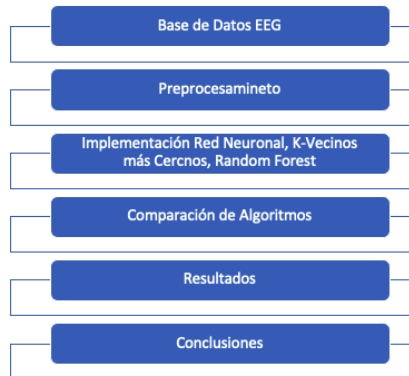 Base de Datos EEG
Preprocesamineto
Implementación Red Neuronal, K-Vecinos
más Cercnos, Random Forest
Comparación de Algoritmos
Resultados
Conclusiones